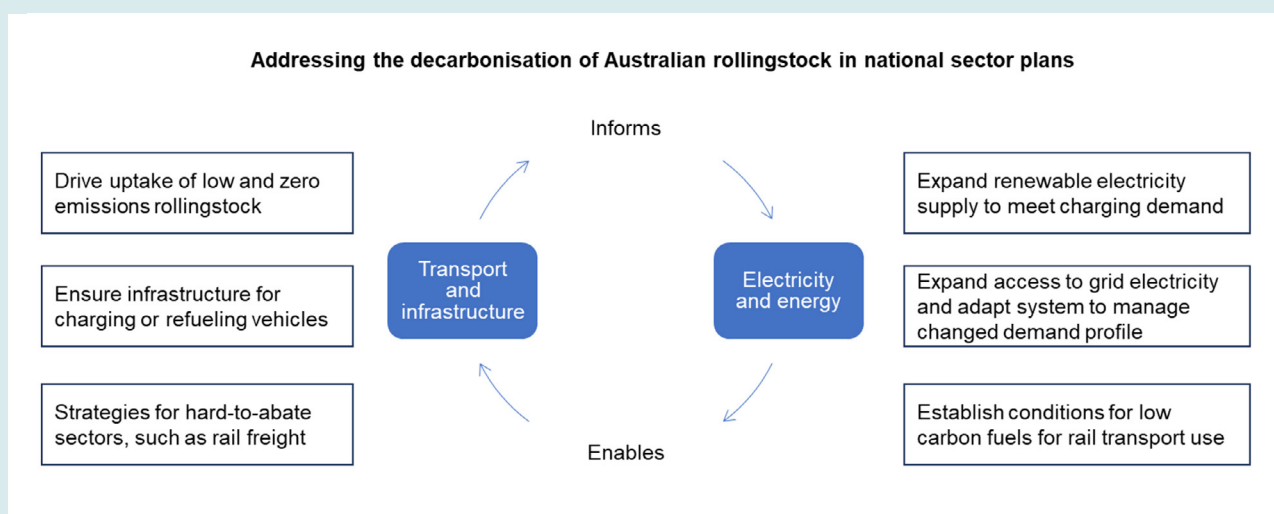 Addressing the decarbonisation of Australian rollingstock in national sector plans
Informs
Drive uptake of low and zero
emissions rollingstock
Ensure infrastructure for
charging or refueling vehicles
Strategies for hard-to-abate
sectors, such as rail freight
Transport
and
infrastructure
Electricity
and energy
Expand renewable electricity
supply to meet charging demand
Expand access to grid electricity
and adapt system to manage
changed demand profile
Establish conditions for low
carbon fuels for rail transport use
Enables